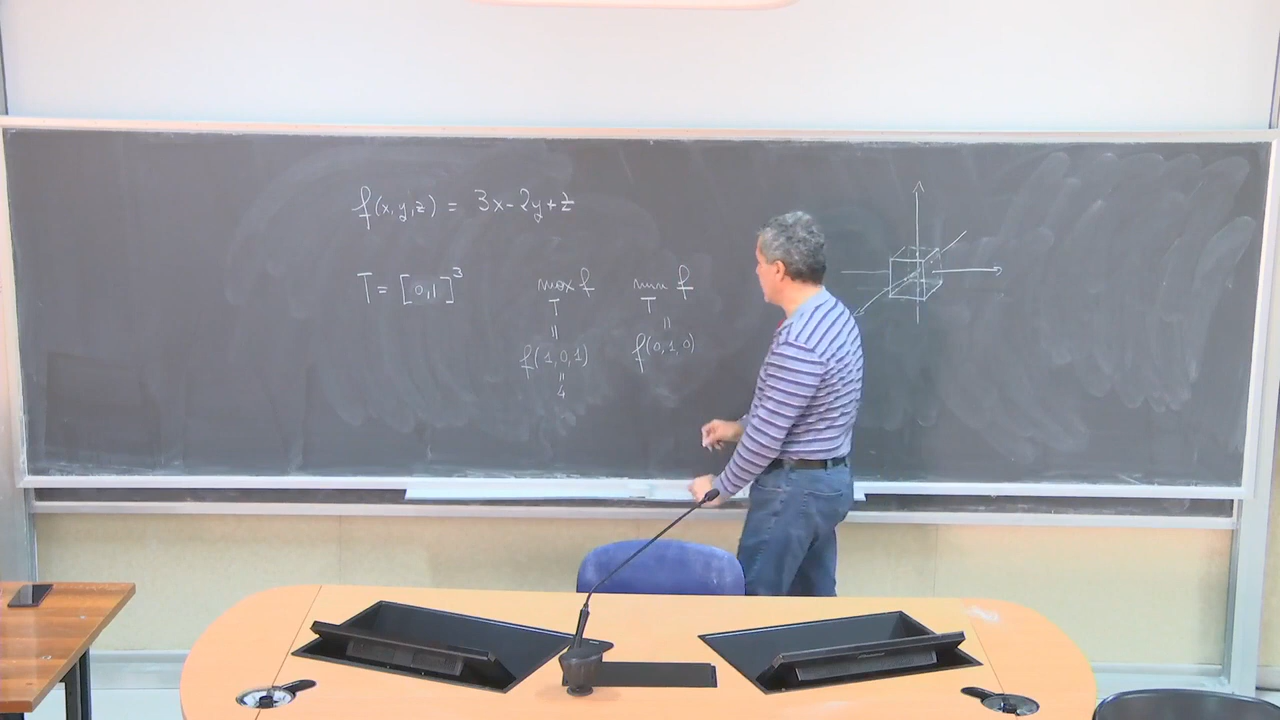 f(x,y,z) = 3x-2y+z
T = [0,1]^3
max f min f
T T
= =
f(1,0,1) f(0,1,0)
=
4